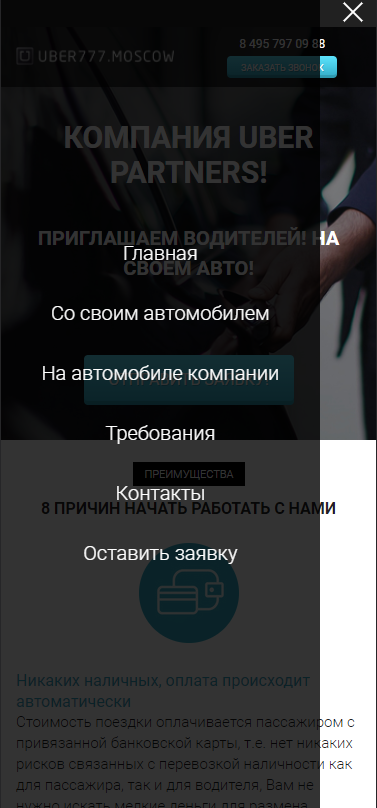 UBER777.MOSCOW
8 495 797 09 88
ЗАКАЗАТЬ ЗВОНОК
КОМПАНИЯ UBER
PARTNERS!
ПРИГЛАШАЕМ ВОДИТЕЛЕЙ! НА
СВОЕМ АВТО!
Главная
Со своим автомобилем
На автомобиле компании
ОТПРАВИТЬ ЗАЯВКУ
Требования
ПРЕИМУЩЕСТВА
Контакты
8 ПРИЧИН НАЧАТЬ РАБОТАТЬ С НАМИ
Оставить заявку
Никаких наличных, оплата происходит
автоматически
Стоимость поездки оплачивается пассажиром с
привязанной банковской карты, т.е. нет никаких
рисков связанных с перевозкой наличности как
для пассажира, так и для водителя, Вам не
нужно искать мелкие деньги для размена